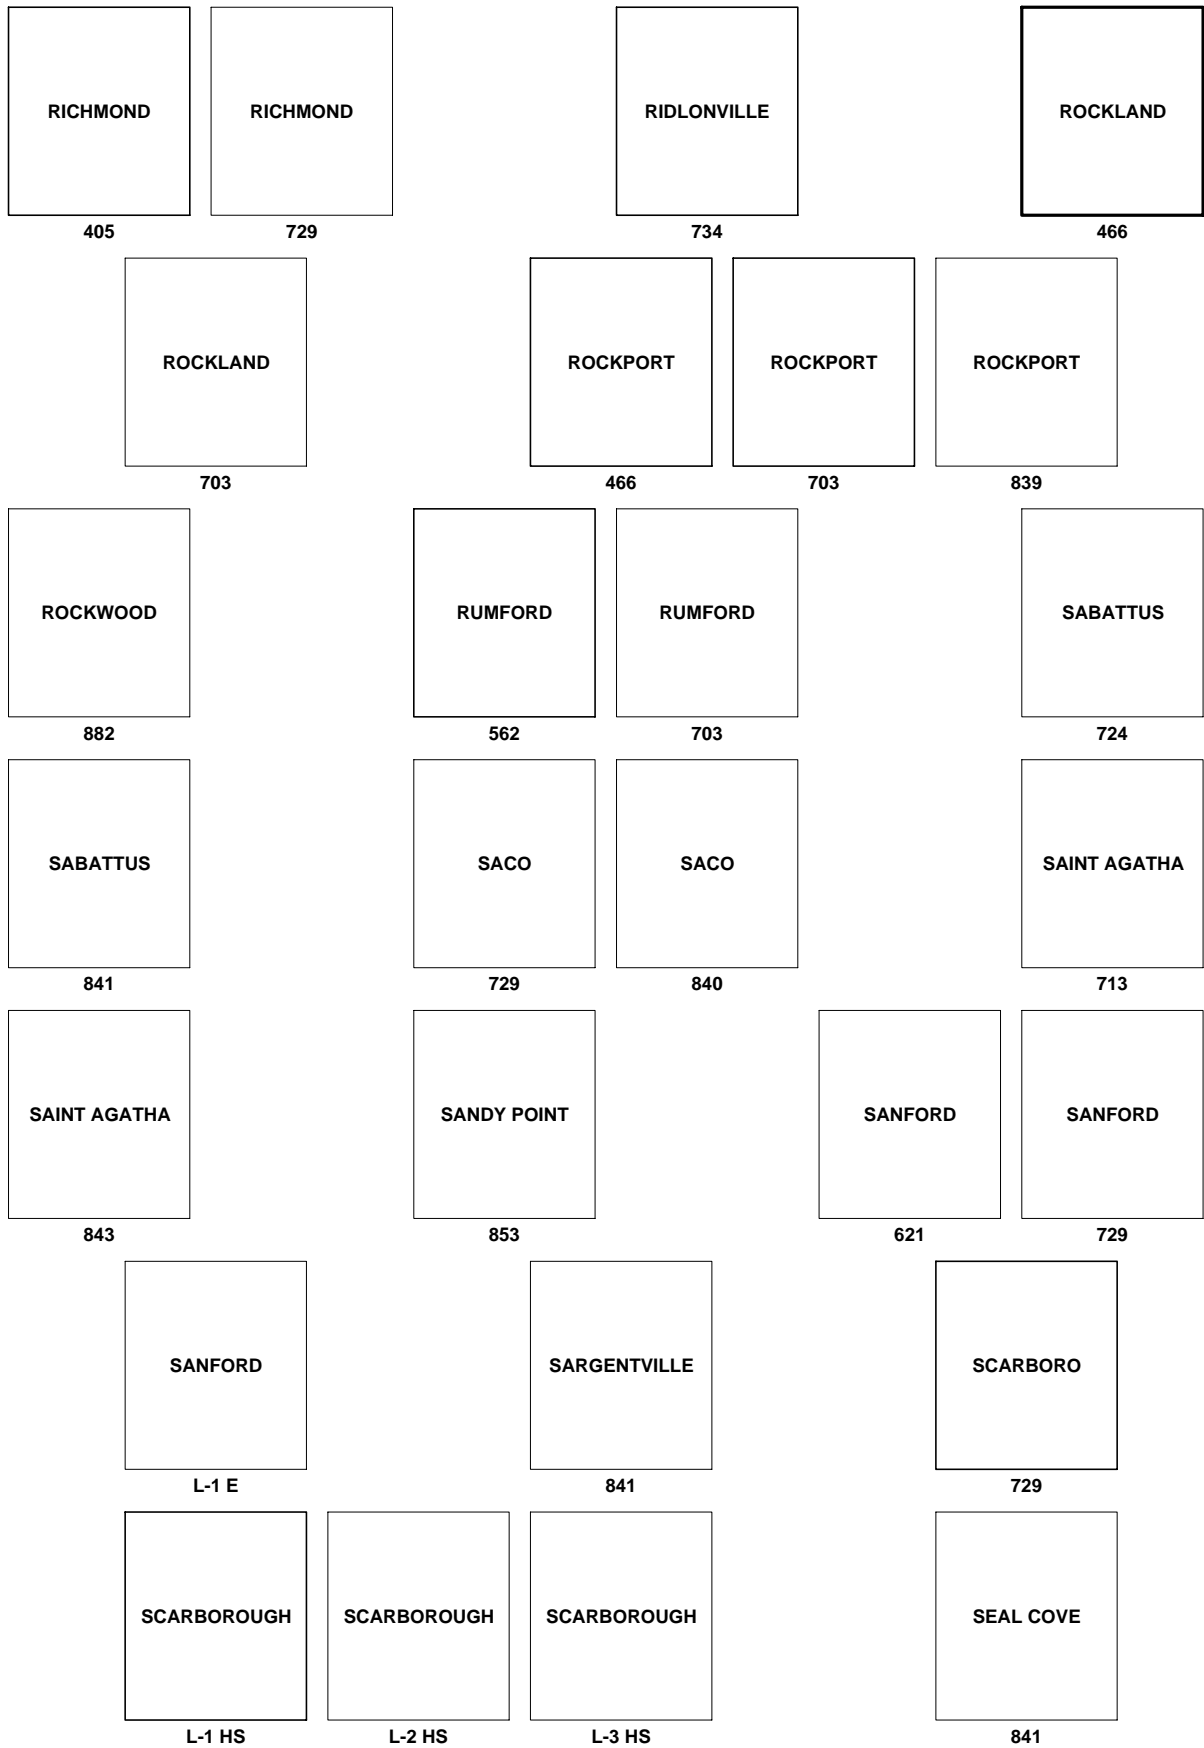 RICHMOND RICHMOND RIDLONVILLE ROCKLAND
405 729 734 466
ROCKLAND ROCKPORT ROCKPORT ROCKPORT
703 466 703 839
ROCKWOOD RUMFORD RUMFORD SABATTUS
882 562 703 724
SABATTUS SACO SACO SAINT AGATHA
841 729 840 713
SAINT AGATHA SANDY POINT SANFORD SANFORD
843 853 621 729
SANFORD SARGENTVILLE SCARBORO
L-1 E 841 729
SCARBOROUGH SCARBOROUGH SCARBOROUGH SEAL COVE
L-1 HS L-2 HS L-3 HS 841